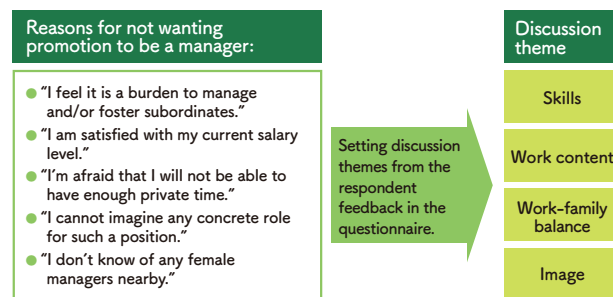 Reasons for not wanting
promotion to be a manager:
"I feel it is a burden to manage
and/or foster subordinates."
"I am satisfied with my current salary
level."
"I'm afraid that I will not be able to
have enough private time."
"I cannot imagine any concrete role
for such a position."
"I don't know of any female
managers nearby."
Setting discussion
themes from the
respondent
feedback in the
questionnaire.
Discussion
theme
Skills
Work content
Work-family
balance
Image